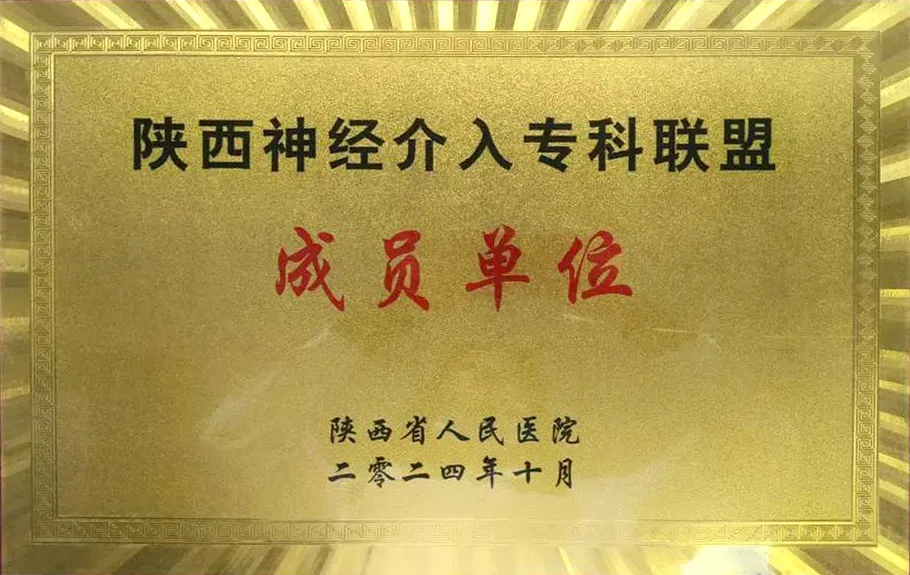 陕西神经介入专科联盟
成员单位
陕西省人民医院
二零二四年十月